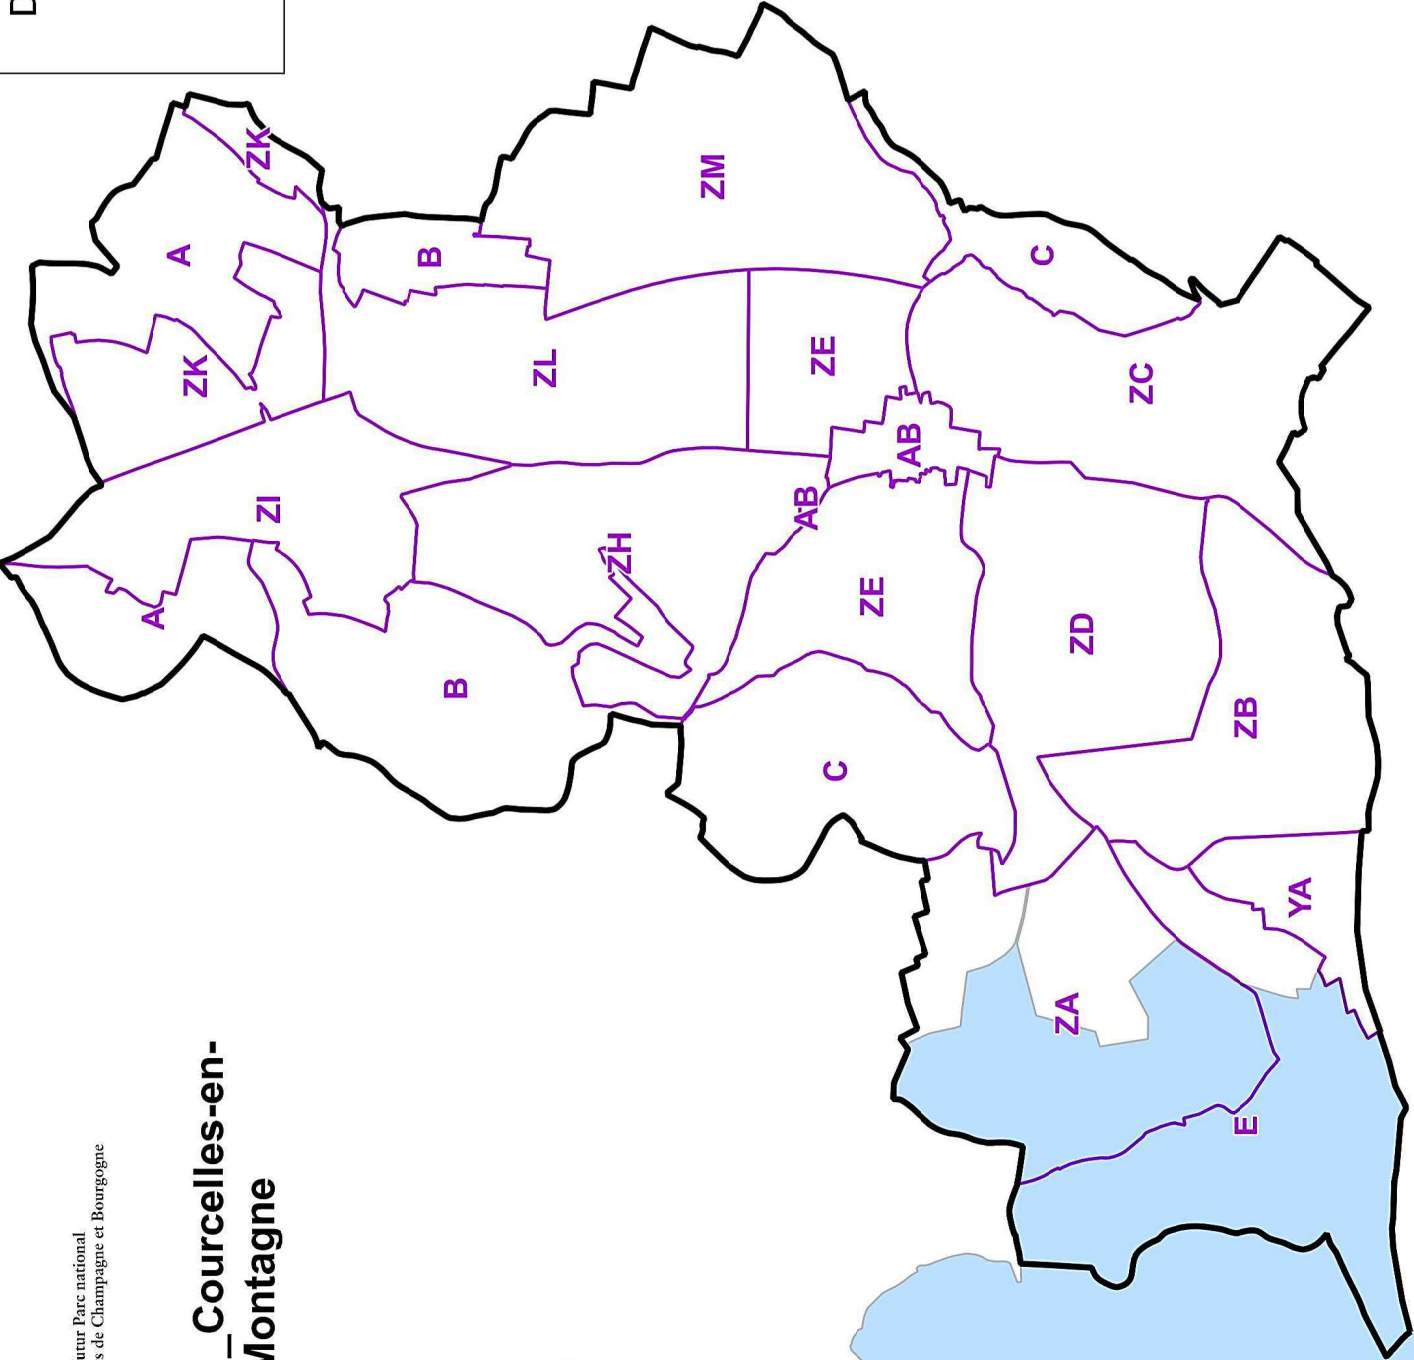 utur Parc national
s de Champagne et Bourgogne
_Courcelles-en-
Montagne
D
A
ZI
A
ZK
A
ZK
B
ZH
ZL
B
C
AB
ZE
AB
ZE
ZM
ZA
ZD
ZC
C
E
YA
ZB